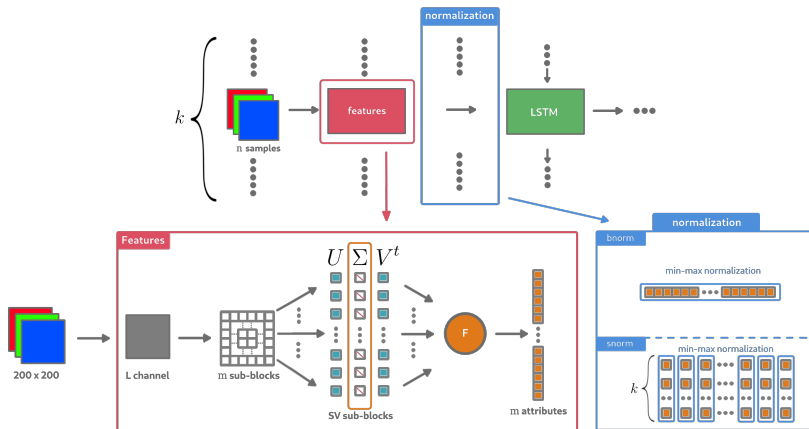 normalization
k
n samples
features
LSTM
Features
U Σ V^t
F
200 x 200
L channel
m sub-blocks
SV sub-blocks
m attributes
normalization
bnorm
min-max normalization
snorm
min-max normalization
k